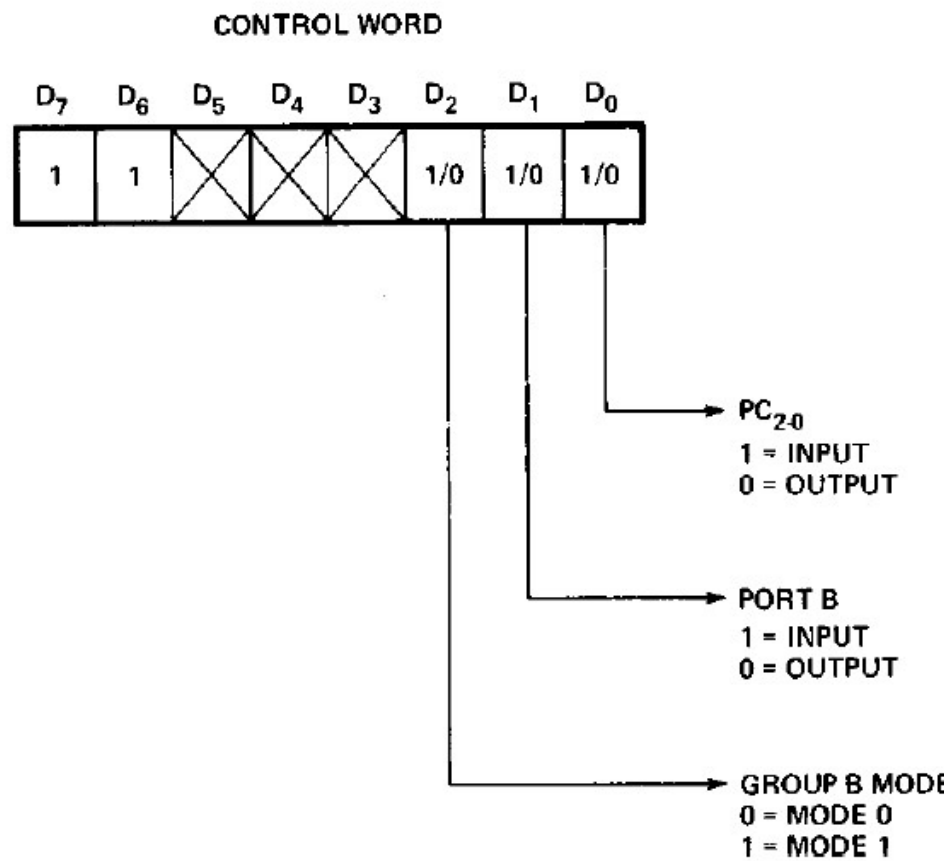 CONTROL WORD
D7 D6 D5 D4 D3 D2 D1 D0
1 1 1/0 1/0 1/0
PC2-0
1 = INPUT
0 = OUTPUT
PORT B
1 = INPUT
0 = OUTPUT
GROUP B MODE
0 = MODE 0
1 = MODE 1